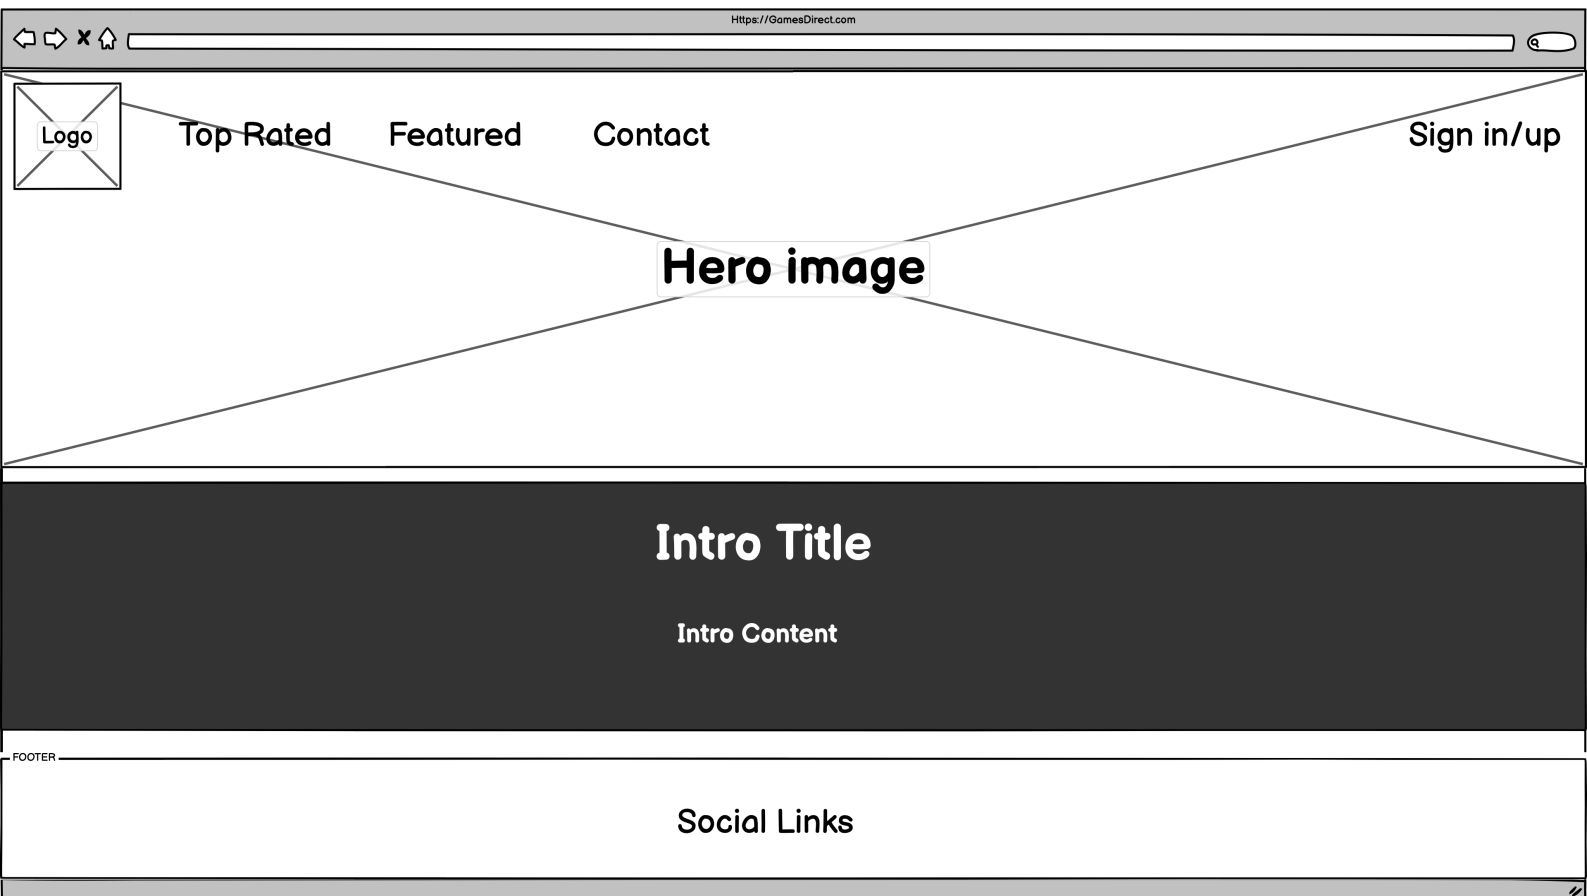 Https://GamesDirect.com
Logo
Top Rated
Featured
Contact
Sign in/up
Hero image
Intro Title
Intro Content
FOOTER
Social Links